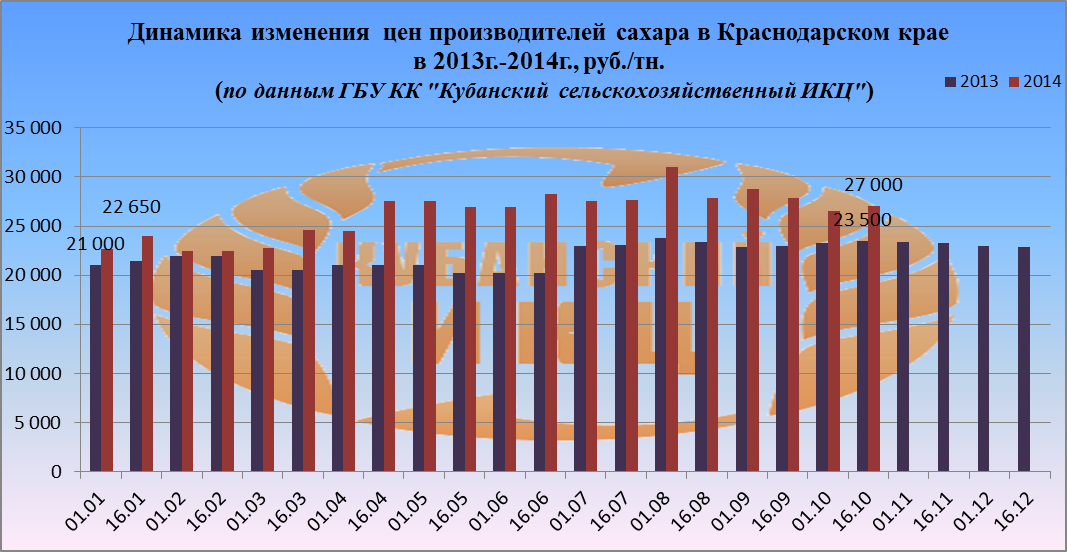 Динамика изменения цен производителей сахара в Краснодарском крае
в 2013г.-2014г., руб./тн.
(по данным ГБУ КК "Кубанский сельскохозяйственный ИКЦ")
2013 2014
35 000
30 000
25 000
20 000
15 000
10 000
5 000
0
21 000
22 650
27 000
23 500
КУБАНСКИЙ
ИКЦ
01.01 16.01 01.02 16.02 01.03 16.03 01.04 16.04 01.05 16.05 01.06 16.06 01.07 16.07 01.08 16.08 01.09 16.09 01.10 16.10 01.11 16.11 01.12 16.12